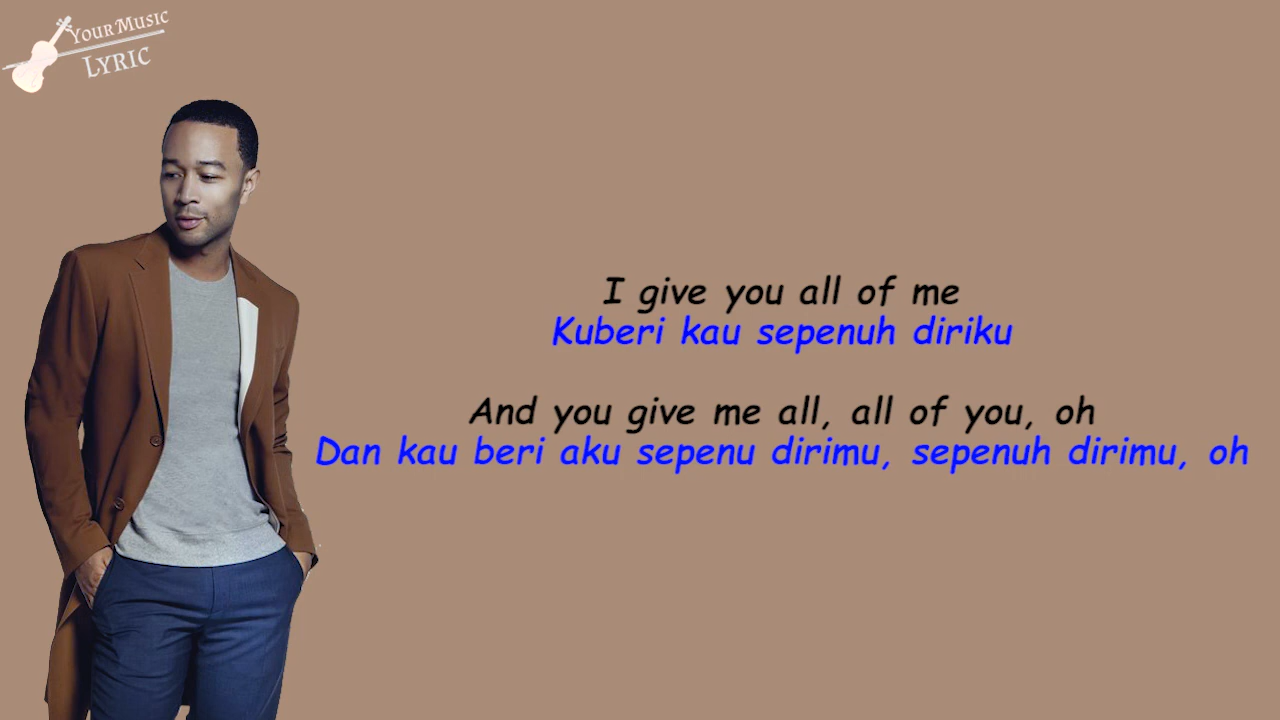 YOUR MUSIC
LYRIC
I give you all of me
Kuberi kau sepenuh diriku
And you give me all, all of you, oh
Dan kau beri aku sepenu dirimu, sepenuh dirimu, oh